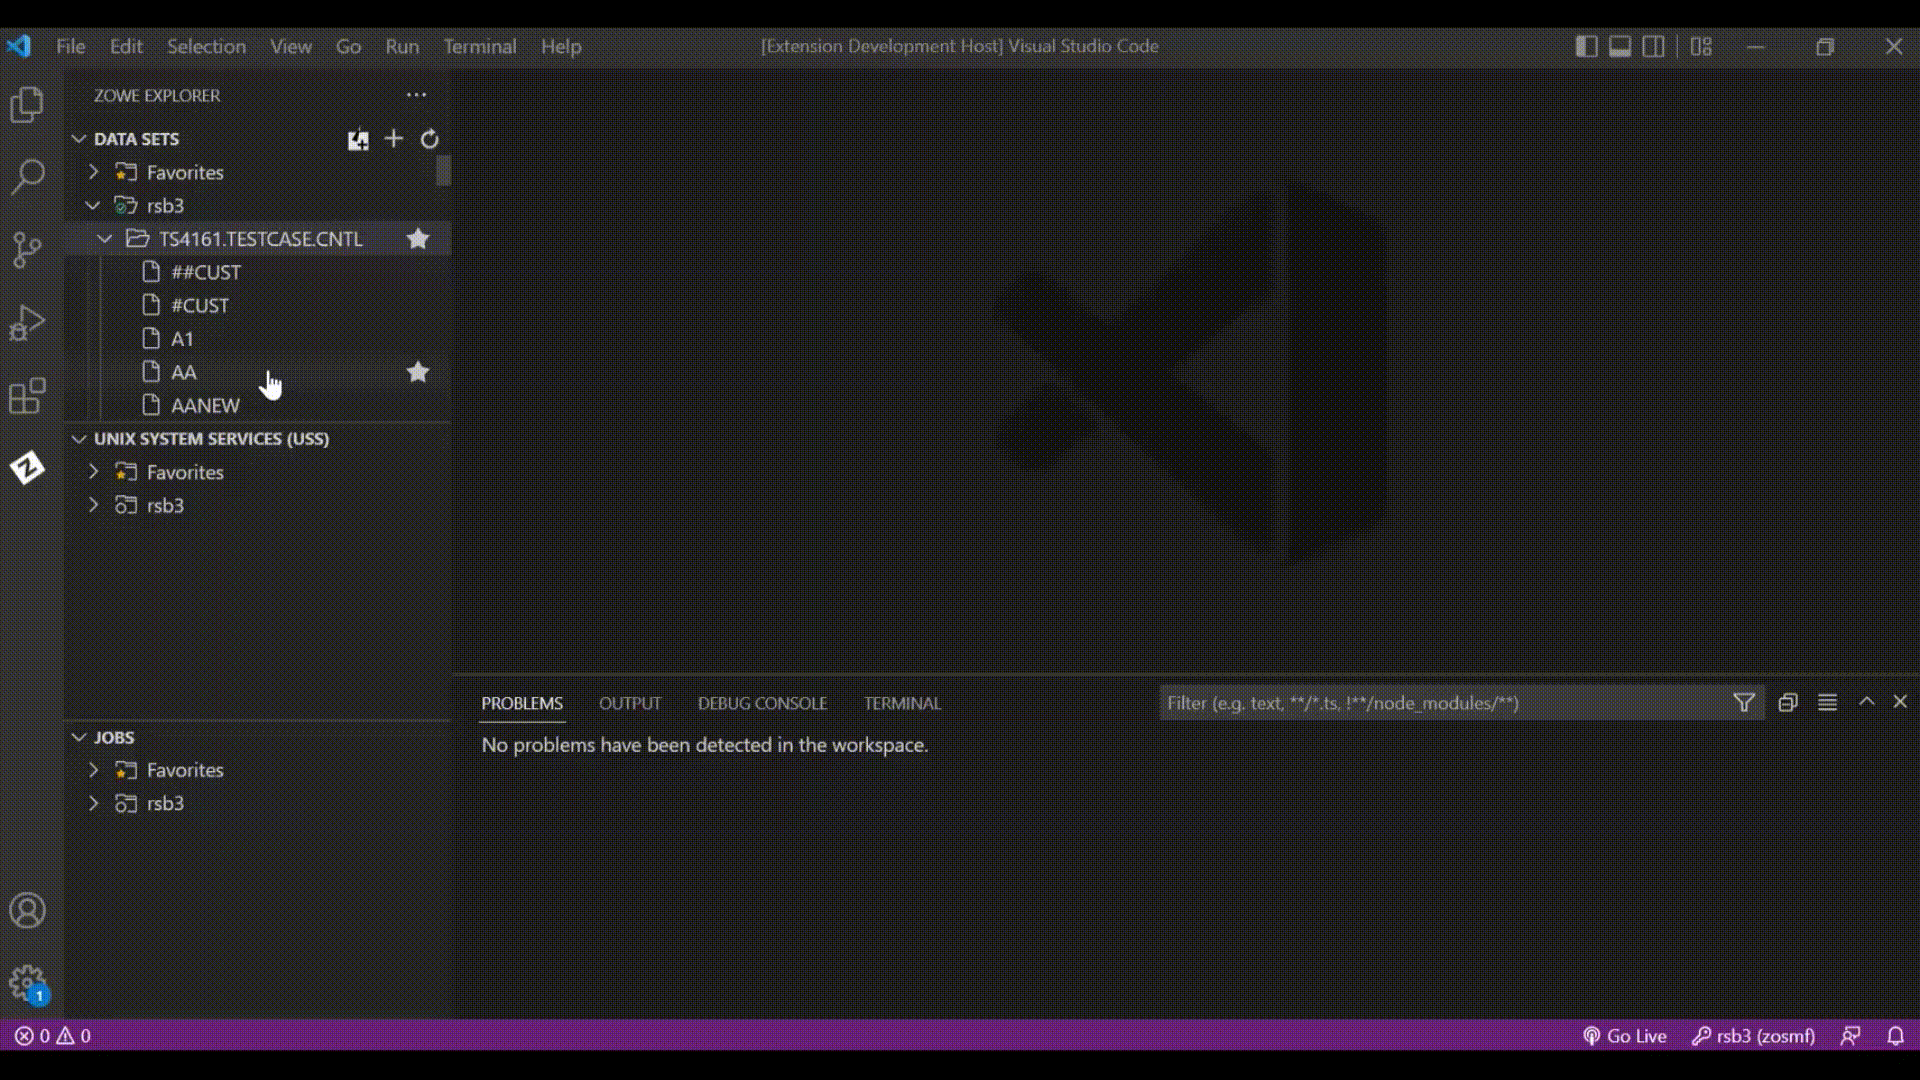 File Edit Selection View Go Run Terminal Help [Extension Development Host] Visual Studio Code
ZOWE EXPLORER
DATA SETS
Favorites
rsb3
TS4161.TESTCASE.CNTL
##CUST
#CUST
A1
AA
AANEW
UNIX SYSTEM SERVICES (USS)
Favorites
rsb3
JOBS
Favorites
rsb3
PROBLEMS OUTPUT DEBUG CONSOLE TERMINAL Filter (e.g. text, **/*.ts, !**/node_modules/**)
No problems have been detected in the workspace.
1
0 0 Go Live rsb3 (zosmf)